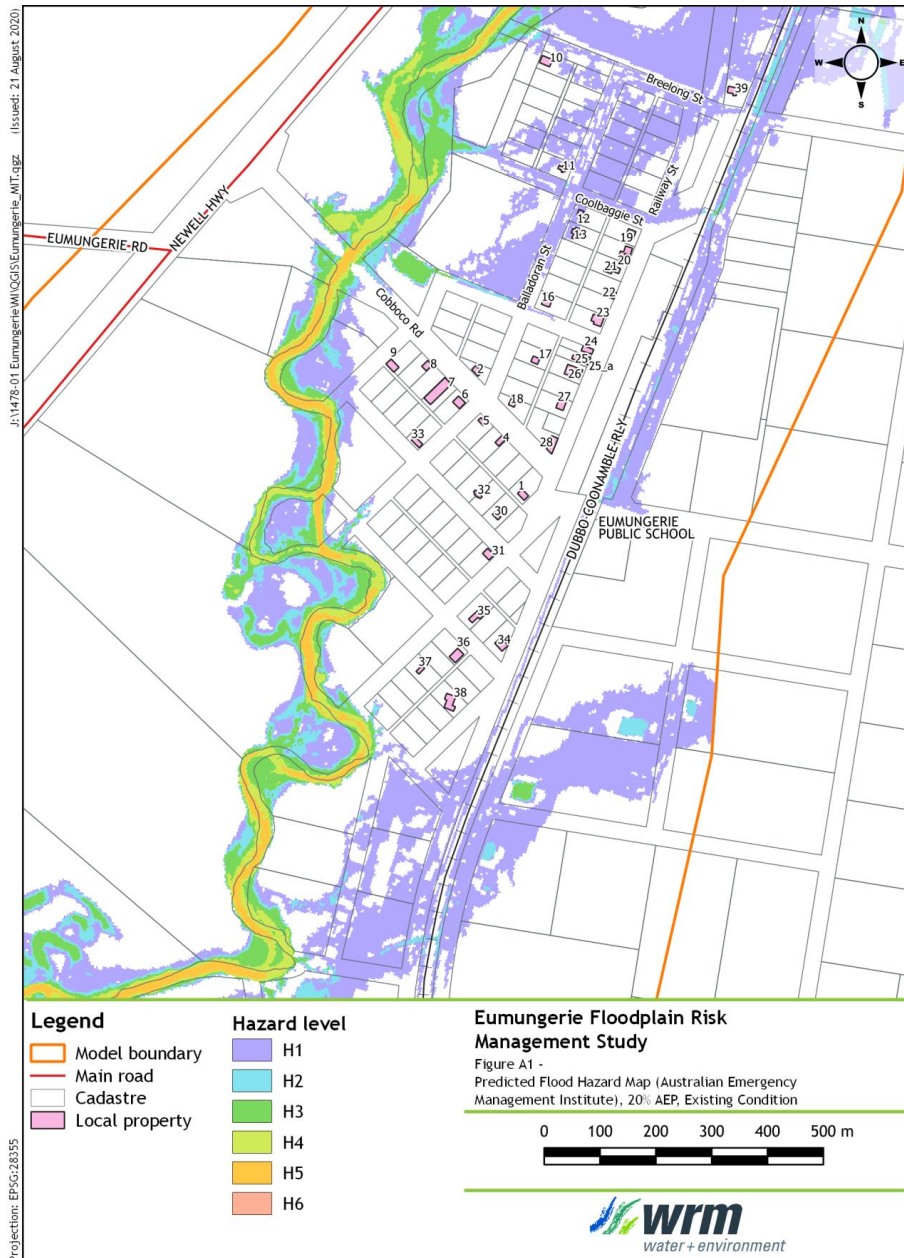 J:\1478-01 Eumungerie\WI\QGIS\Eumungerie_MIT.qgz (Issued: 21 August 2020)
N
W E
S
10
Breelong St
39
11
Railway St
Coolbaggie St
12
13
19
20
21
22
Balladoran St
16
23
NEWELL HWY
EUMUNGERIE RD
Cobboco Rd
24
17
25
25_a
26
9
8
7
2
6
18
27
5
4
28
33
DUBBO COONAMBLE RLY
32
1
30
EUMUNGERIE
PUBLIC SCHOOL
31
35
34
36
37
38
Legend
Model boundary
Main road
Cadastre
Local property
Hazard level
H1
H2
H3
H4
H5
H6
Eumungerie Floodplain Risk
Management Study
Figure A1 -
Predicted Flood Hazard Map (Australian Emergency
Management Institute), 20% AEP, Existing Condition
0 100 200 300 400 500 m
wrm
water + environment
Projection: EPSG:28355